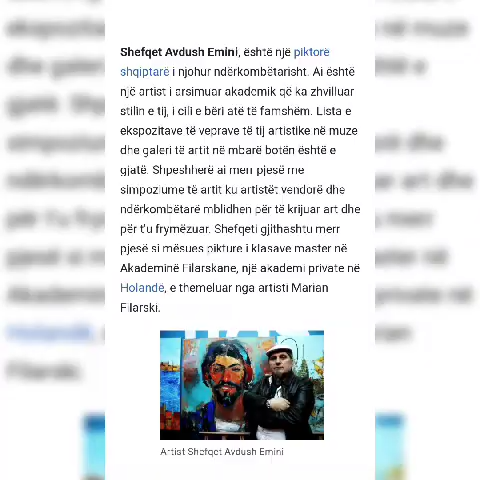 Shefqet Avdush Emini, është një piktorë
shqiptarë i njohur ndërkombëtarisht. Ai është
një artist i arsimuar akademik që ka zhvilluar
stilin e tij, i cili e bëri atë të famshëm. Lista e
ekspozitave të veprave të tij artistike në muze
dhe galeri të artit në mbarë botën është e
gjatë. Shpeshherë ai merr pjesë me
simpoziume të artit ku artistët vendorë dhe
ndërkombëtarë mblidhen për të krijuar art dhe
për t'u frymëzuar. Shefqeti gjithashtu merr
pjesë si mësues pikture i klasave master në
Akademinë Filarskane, një akademi private në
Holandë, e themeluar nga artisti Marian
Filarski.
Artist Shefqet Avdush Emini